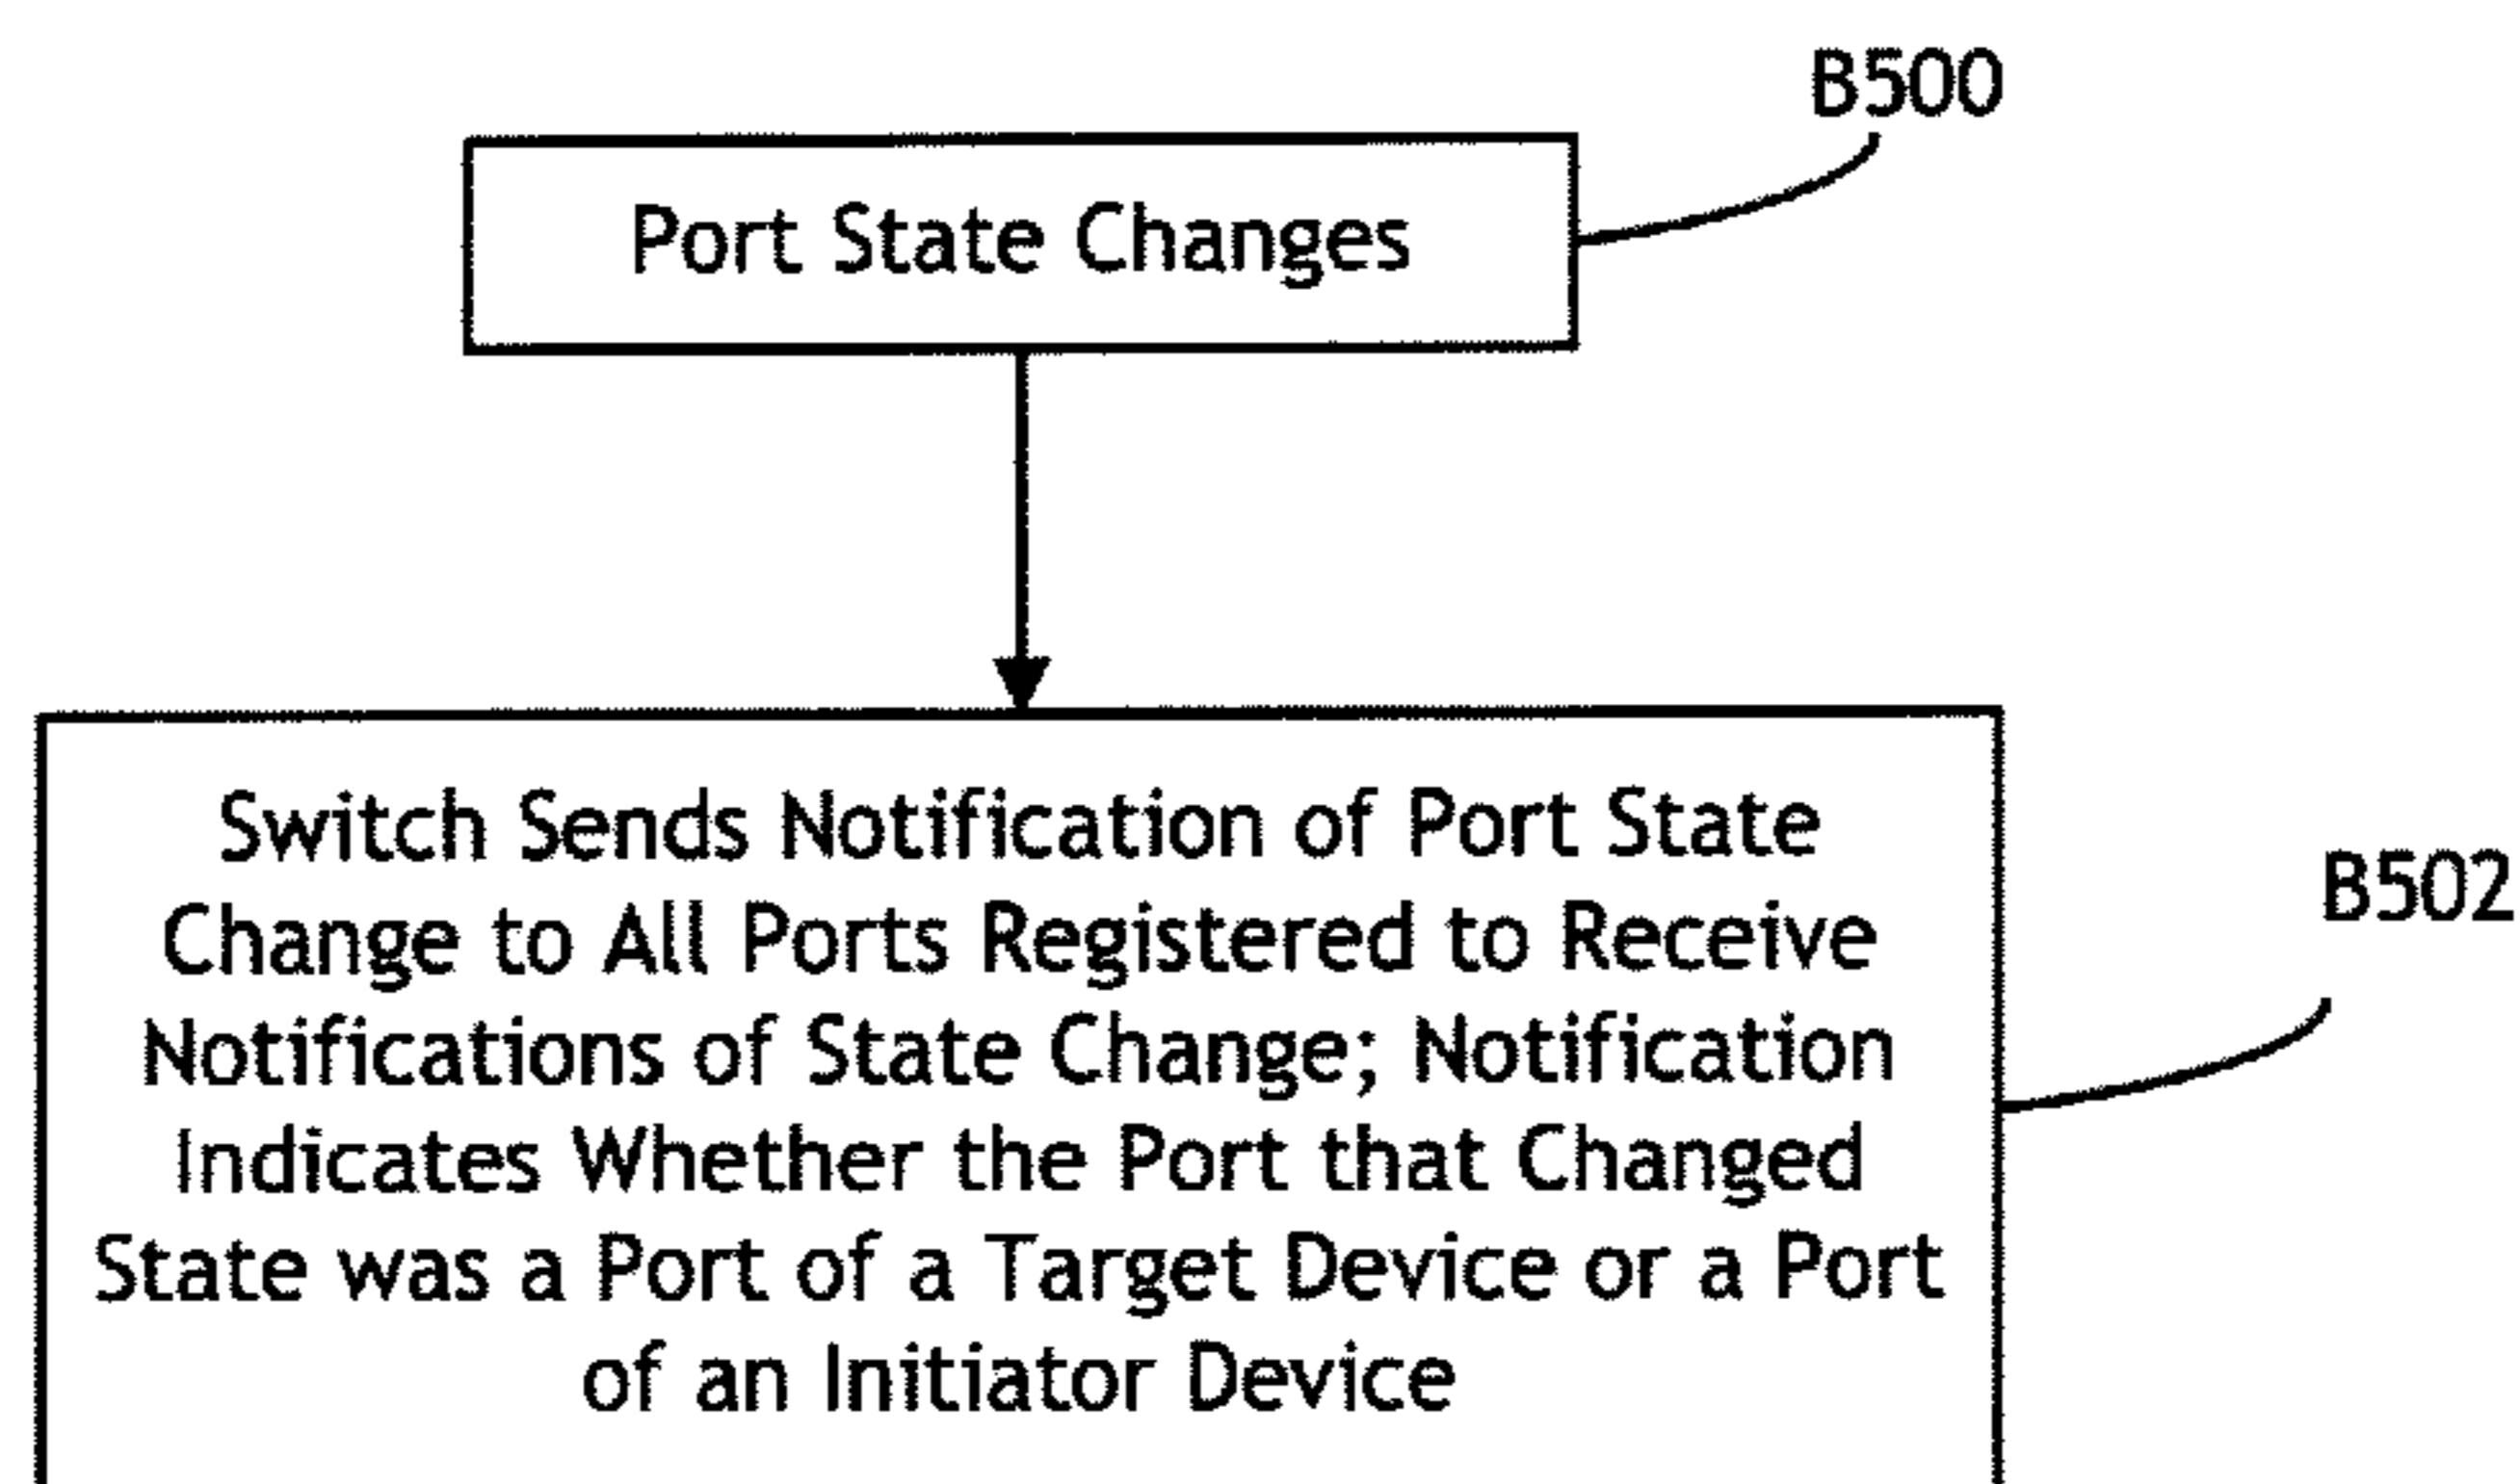 B500
Port State Changes
Switch Sends Notification of Port State
Change to All Ports Registered to Receive
B502
Notifications of State Change; Notification
Indicates Whether the Port that Changed
State was a Port of a Target Device or a Port
of an Initiator Device